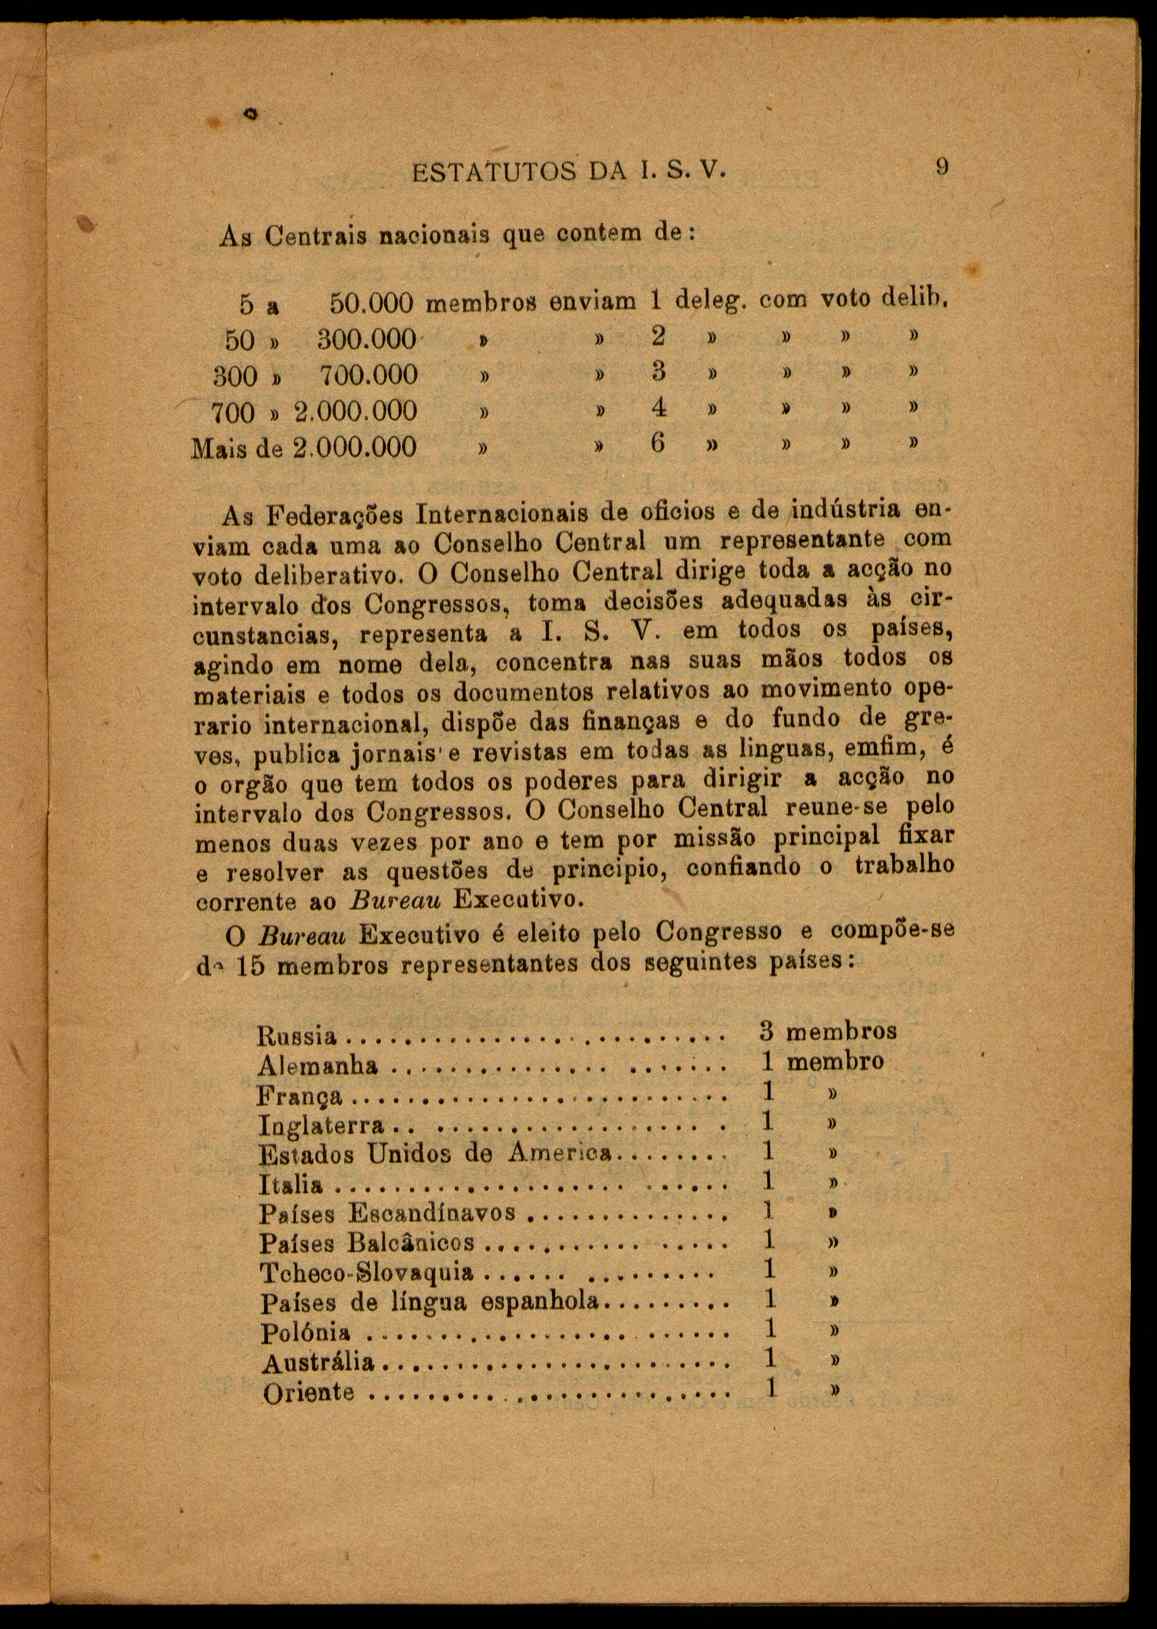 ESTATUTOS DA I. S. V. 9
As Centrais nacionais que contem de:
5 a 50.000 membros enviam 1 deleg. com voto delib.
50 » 300.000 » » 2 » » » »
300 » 700.000 » » 3 » » » »
700 » 2.000.000 » » 4 » » » »
Mais de 2.000.000 » » 6 » » » »
As Federações Internacionais de oficios e de indústria en-
viam cada uma ao Conselho Central um representante com
voto deliberativo. O Conselho Central dirige toda a acção no
intervalo dos Congressos, toma decisões adequadas às cir-
cunstancias, representa a I. S. V. em todos os países,
agindo em nome dela, concentra nas suas mãos todos os
materiais e todos os documentos relativos ao movimento ope-
rario internacional, dispõe das finanças e do fundo de gre-
ves, publica jornais e revistas em todas as linguas, emfim, é
o orgão que tem todos os poderes para dirigir a acção no
intervalo dos Congressos. O Conselho Central reune-se pelo
menos duas vezes por ano e tem por missão principal fixar
e resolver as questões de principio, confiando o trabalho
corrente ao Bureau Executivo.
O Bureau Executivo é eleito pelo Congresso e compõe-se
de 15 membros representantes dos seguintes países:
Russia .......................... 3 membros
Alemanha ....................... 1 membro
França .......................... 1 »
Inglaterra ....................... 1 »
Estados Unidos de America........ 1 »
Italia ........................... 1 »
Países Escandínavos .............. 1 »
Países Balcânicos ................ 1 »
Tcheco-Slovaquia ................ 1 »
Países de língua espanhola......... 1 »
Polónia ......................... 1 »
Austrália ........................ 1 »
Oriente ......................... 1 »